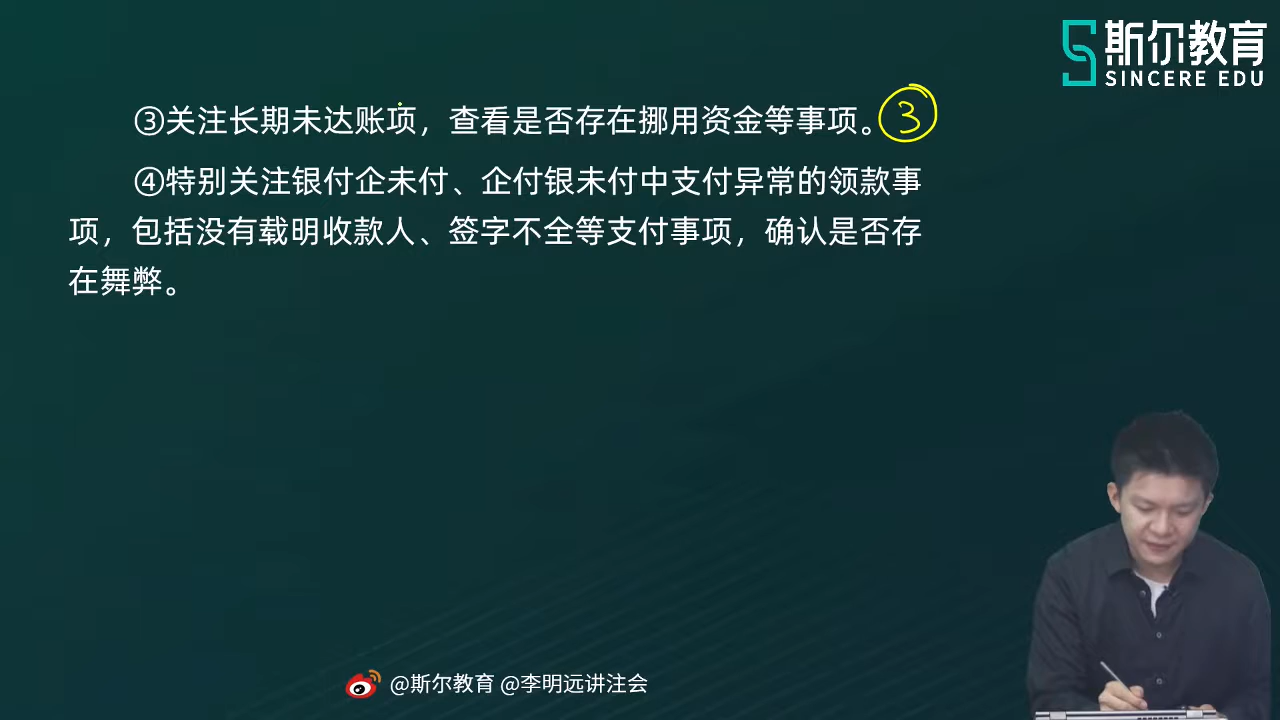 斯尔教育
SINCERE EDU
③关注长期未达账项，查看是否存在挪用资金等事项。③
④特别关注银付企未付、企付银未付中支付异常的领款事
项，包括没有载明收款人、签字不全等支付事项，确认是否存
在舞弊。
@斯尔教育 @李明远讲注会